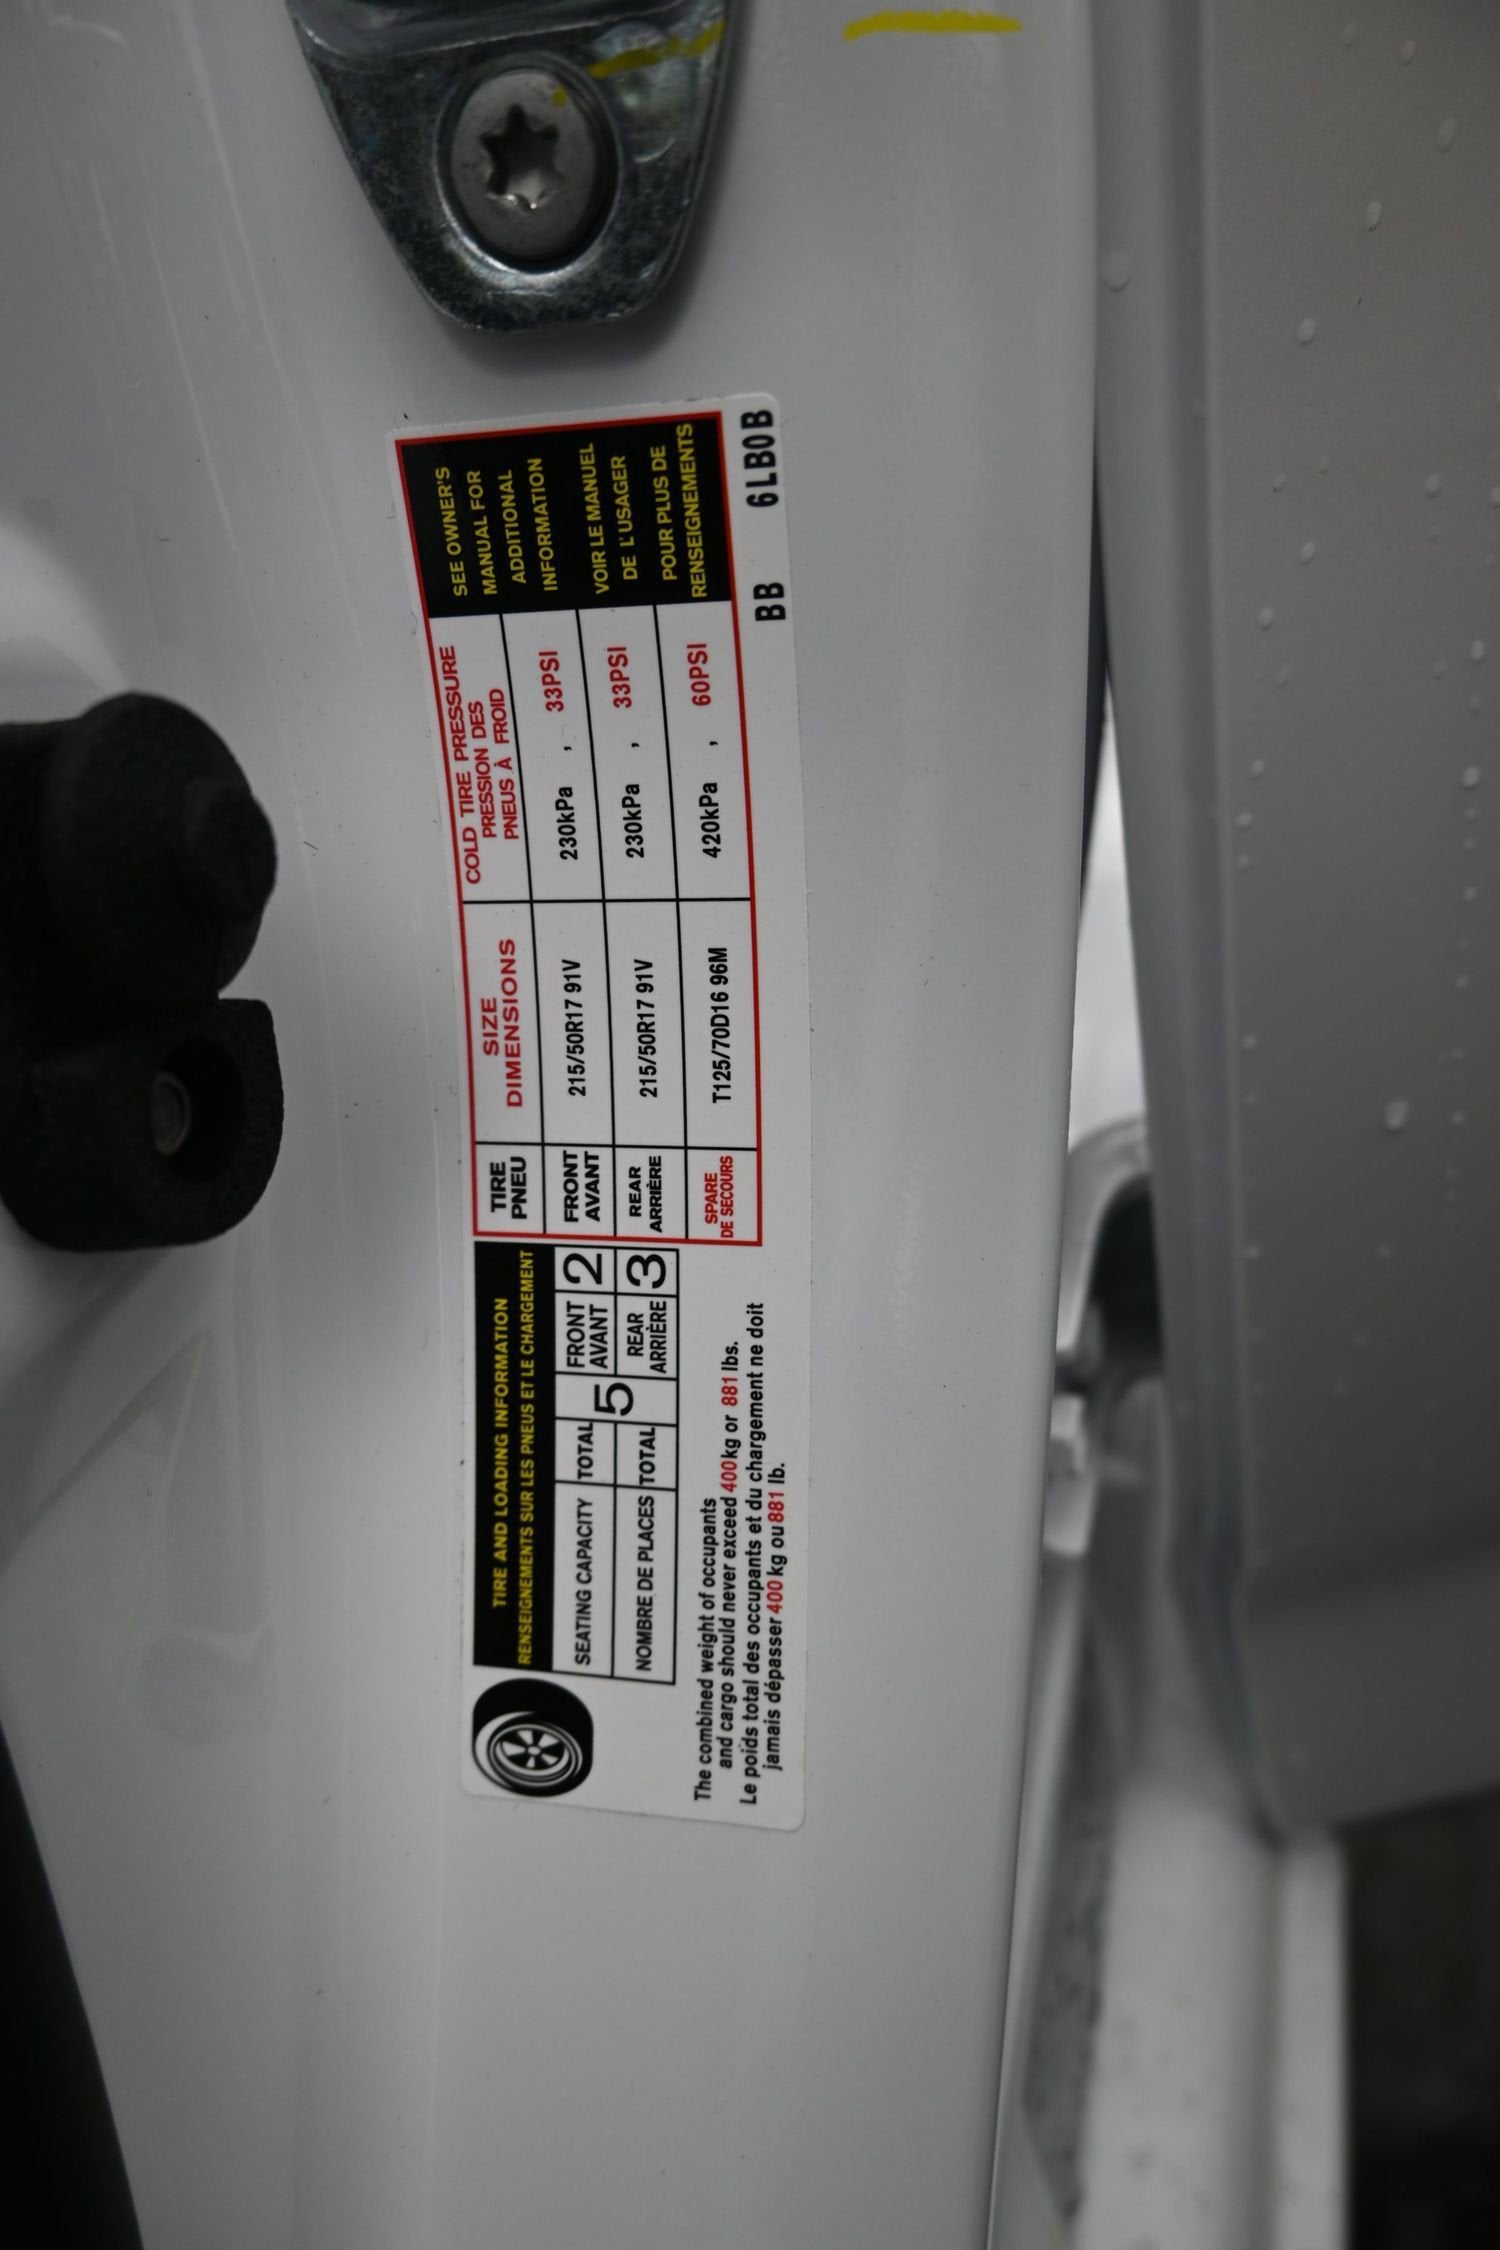 TIRE AND LOADING INFORMATION
RENSEIGNEMENTS SUR LES PNEUS ET LE CHARGEMENT
SEATING CAPACITY
NOMBRE DE PLACES
TOTAL
TOTAL
5
FRONT
AVANT
2
REAR
ARRIÈRE
3
The combined weight of occupants
and cargo should never exceed 400kg or 881 lbs.
Le poids total des occupants et du chargement ne doit
jamais dépasser 400 kg ou 881 lb.
TIRE
PNEU
SIZE
DIMENSIONS
COLD TIRE PRESSURE
PRESSION DES
PNEUS À FROID
FRONT
AVANT
215/50R17 91V
230kPa , 33PSI
REAR
ARRIÈRE
215/50R17 91V
230kPa , 33PSI
SPARE
DE SECOURS
T125/70D16 96M
420kPa , 60PSI
SEE OWNER'S
MANUAL FOR
ADDITIONAL
INFORMATION
VOIR LE MANUEL
DE L'USAGER
POUR PLUS DE
RENSEIGNEMENTS
BB 6LB0B